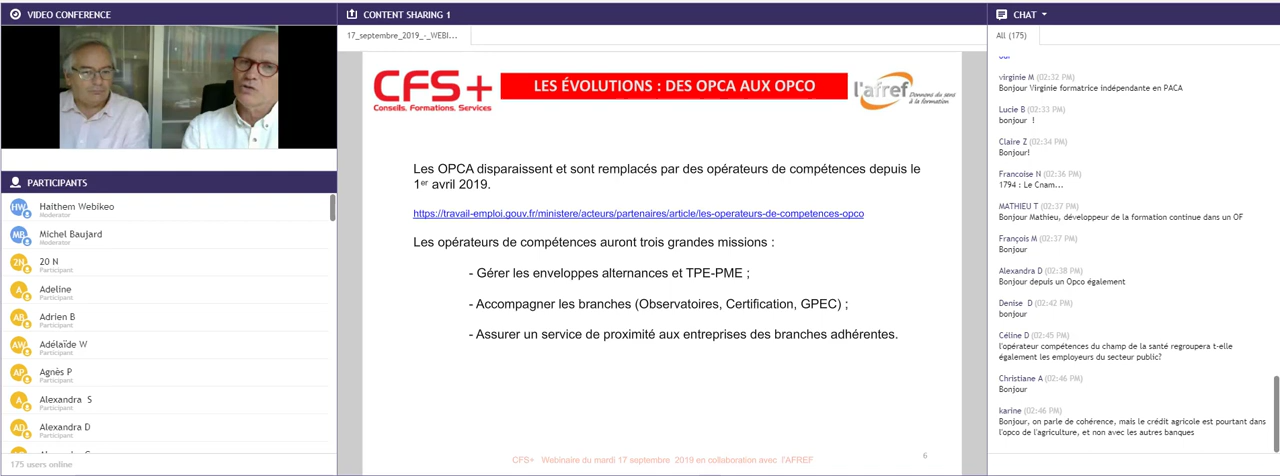 VIDEO CONFERENCE
PARTICIPANTS
HW
Haithem Webikeo
Moderator
MB
Michel Baujard
Moderator
2N
20 N
Participant
A
Adeline
Participant
AB
Adrien B
Participant
AW
Adélaïde W
Participant
AP
Agnès P
Participant
A
Alexandra S
Participant
AD
Alexandra D
Participant
175 users online
CONTENT SHARING 1
17_septembre_2019_-_WEBI...
CFS+
Conseils. Formations. Services
LES ÉVOLUTIONS : DES OPCA AUX OPCO
l'afref
Donnons du sens
à la formation
Les OPCA disparaissent et sont remplacés par des opérateurs de compétences depuis le
1er avril 2019.
https://travail-emploi.gouv.fr/ministere/acteurs/partenaires/article/les-operateurs-de-competences-opco
Les opérateurs de compétences auront trois grandes missions :
- Gérer les enveloppes alternances et TPE-PME ;
- Accompagner les branches (Observatoires, Certification, GPEC) ;
- Assurer un service de proximité aux entreprises des branches adhérentes.
CFS+ Webinaire du mardi 17 septembre 2019 en collaboration avec l'AFREF
6
CHAT
All (175)
virginie M (02:32 PM)
Bonjour Virginie formatrice indépendante en PACA
Lucie B (02:33 PM)
bonjour !
Claire Z (02:34 PM)
Bonjour!
Francoise N (02:36 PM)
1794 : Le Cnam...
MATHIEU T (02:37 PM)
Bonjour Mathieu, développeur de la formation continue dans un OF
François M (02:37 PM)
Bonjour
Alexandra D (02:38 PM)
Bonjour depuis un Opco également
Denise D (02:42 PM)
bonjour
Céline D (02:45 PM)
l'opérateur compétences du champ de la santé regroupera t-elle
également les employeurs du secteur public?
Christiane A (02:46 PM)
Bonjour
karine (02:46 PM)
Bonjour, on parle de cohérence, mais le crédit agricole est pourtant dans
l'opco de l'agriculture, et non avec les autres banques